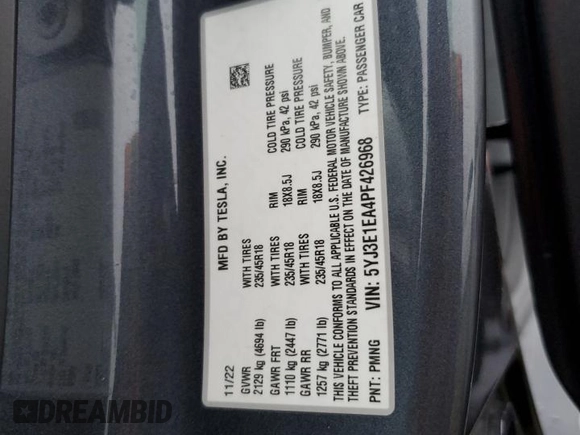 MFD BY TESLA, INC.
11/22
GVWR WITH TIRES RIM COLD TIRE PRESSURE
2129 kg (4694 lb) 235/45R18 18X8.5J 290 kPa, 42 psi
GAWR FRT WITH TIRES RIM COLD TIRE PRESSURE
1110 kg (2447 lb) 235/45R18 18X8.5J 290 kPa, 42 psi
GAWR RR
1257 kg (2771 lb)
THIS VEHICLE CONFORMS TO ALL APPLICABLE U.S. FEDERAL MOTOR VEHICLE SAFETY, BUMPER, AND
THEFT PREVENTION STANDARDS IN EFFECT ON THE DATE OF MANUFACTURE SHOWN ABOVE.
PNT: PMNG VIN: 5YJ3E1EA4PF426968 TYPE: PASSENGER CAR
DREAMBID